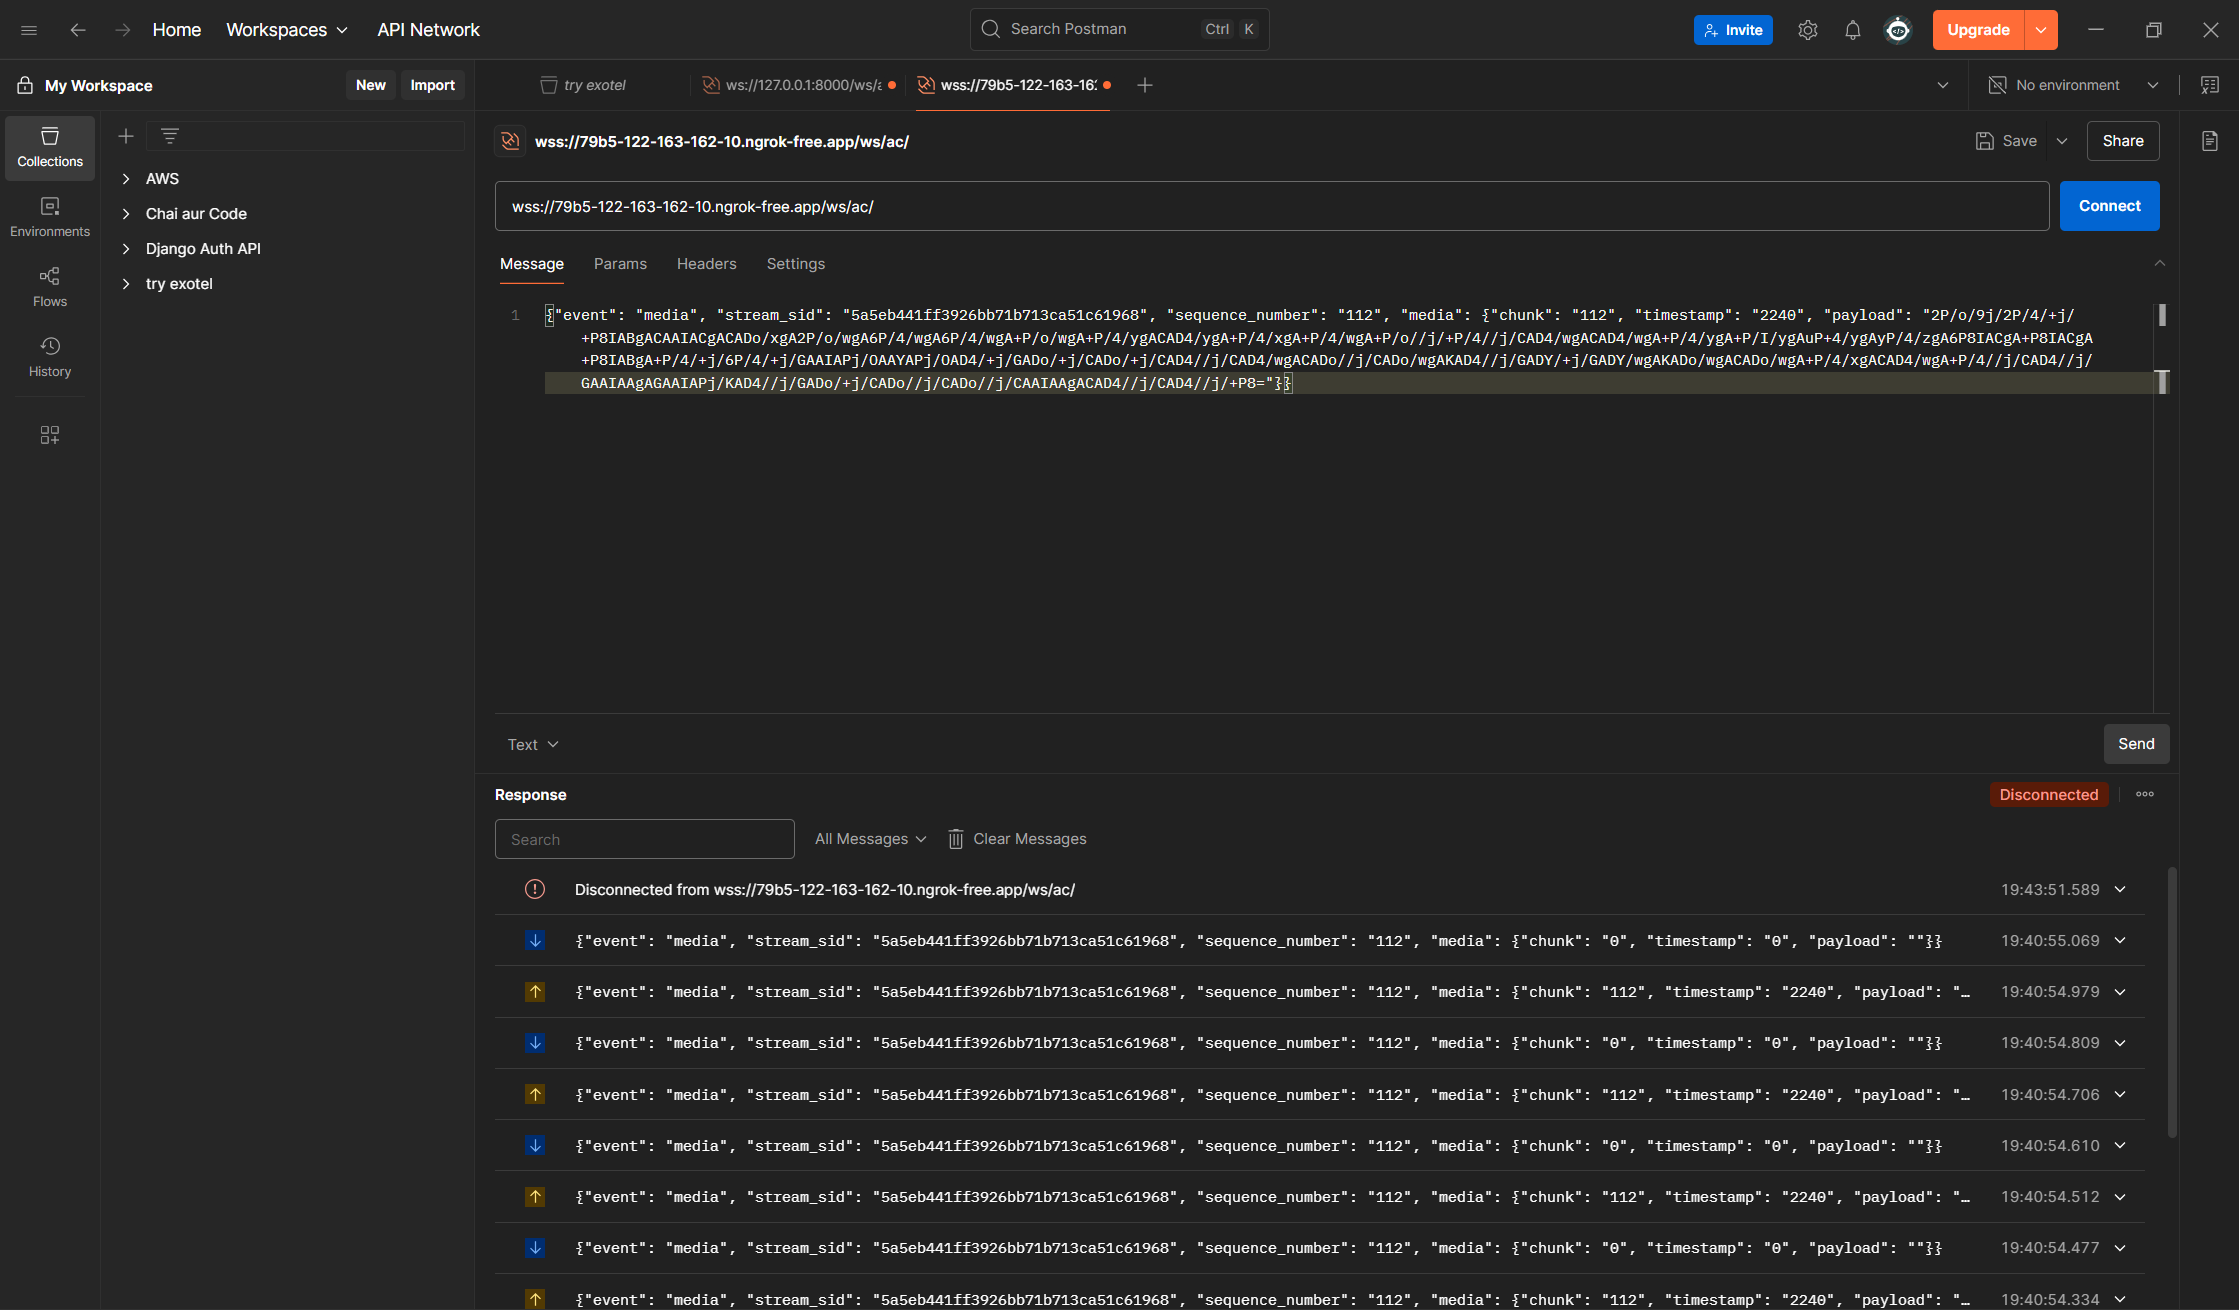 Home
Workspaces
API Network
Search Postman
Ctrl K
Invite
Upgrade
My Workspace
New
Import
try exotel
ws://127.0.0.1:8000/ws/a
wss://79b5-122-163-162
No environment
Collections
Environments
Flows
History
AWS
Chai aur Code
Django Auth API
try exotel
wss://79b5-122-163-162-10.ngrok-free.app/ws/ac/
Save
Share
wss://79b5-122-163-162-10.ngrok-free.app/ws/ac/
Connect
Message
Params
Headers
Settings
1
{"event": "media", "stream_sid": "5a5eb441ff3926bb71b713ca51c61968", "sequence_number": "112", "media": {"chunk": "112", "timestamp": "2240", "payload": "2P/o/9j/2P/4/+j/
+P8IABgACAAIACgACADo/xgA2P/o/wgA6P/4/wgA6P/4/wgA+P/o/wgA+P/4/ygACAD4/ygA+P/4/xgA+P/4/wgA+P/o//j/+P/4//j/CAD4/wgACAD4/wgA+P/4/ygA+P/I/ygAuP+4/ygAyP/4/zgA6P8IACgA+P8IACgA
+P8IABgA+P/4/+j/6P/4/+j/GAAIAPj/OAAYAPj/OAD4/+j/GADo/+j/CADo/+j/CAD4//j/CAD4/wgACADo//j/CADo/wgAKAD4//j/GADY/+j/GADY/wgAKADo/wgACADo/wgA+P/4/xgACAD4/wgA+P/4//j/CAD4//j/
GAAIAAgAGAAIAPj/KAD4//j/GADo/+j/CADo//j/CADo//j/CAAIAAgACAD4//j/CAD4//j/+P8="}}
Text
Send
Response
Disconnected
Search
All Messages
Clear Messages
Disconnected from wss://79b5-122-163-162-10.ngrok-free.app/ws/ac/ 19:43:51.589
{"event": "media", "stream_sid": "5a5eb441ff3926bb71b713ca51c61968", "sequence_number": "112", "media": {"chunk": "0", "timestamp": "0", "payload": ""}} 19:40:55.069
{"event": "media", "stream_sid": "5a5eb441ff3926bb71b713ca51c61968", "sequence_number": "112", "media": {"chunk": "112", "timestamp": "2240", "payload": "… 19:40:54.979
{"event": "media", "stream_sid": "5a5eb441ff3926bb71b713ca51c61968", "sequence_number": "112", "media": {"chunk": "0", "timestamp": "0", "payload": ""}} 19:40:54.809
{"event": "media", "stream_sid": "5a5eb441ff3926bb71b713ca51c61968", "sequence_number": "112", "media": {"chunk": "112", "timestamp": "2240", "payload": "… 19:40:54.706
{"event": "media", "stream_sid": "5a5eb441ff3926bb71b713ca51c61968", "sequence_number": "112", "media": {"chunk": "0", "timestamp": "0", "payload": ""}} 19:40:54.610
{"event": "media", "stream_sid": "5a5eb441ff3926bb71b713ca51c61968", "sequence_number": "112", "media": {"chunk": "112", "timestamp": "2240", "payload": "… 19:40:54.512
{"event": "media", "stream_sid": "5a5eb441ff3926bb71b713ca51c61968", "sequence_number": "112", "media": {"chunk": "0", "timestamp": "0", "payload": ""}} 19:40:54.477
{"event": "media", "stream_sid": "5a5eb441ff3926bb71b713ca51c61968", "sequence_number": "112", "media": {"chunk": "112", "timestamp": "2240", "payload": "… 19:40:54.334